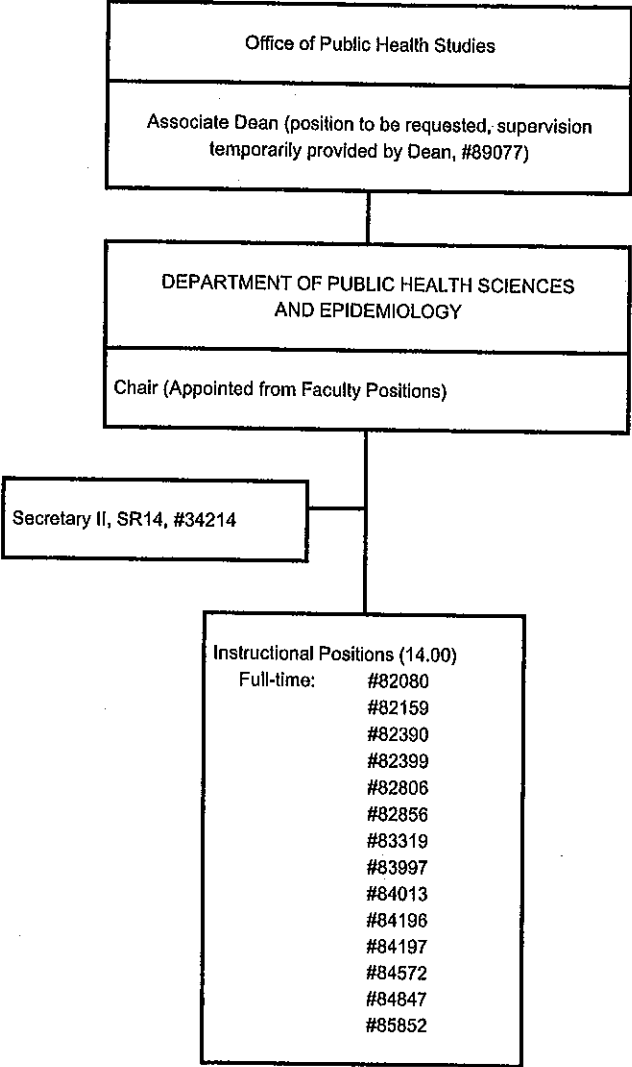 Office of Public Health Studies
Associate Dean (position to be requested, supervision
temporarily provided by Dean, #89077)
DEPARTMENT OF PUBLIC HEALTH SCIENCES
AND EPIDEMIOLOGY
Chair (Appointed from Faculty Positions)
Secretary II, SR14, #34214
Instructional Positions (14.00)
Full-time: #82080
#82159
#82390
#82399
#82806
#82856
#83319
#83997
#84013
#84196
#84197
#84572
#84847
#85852